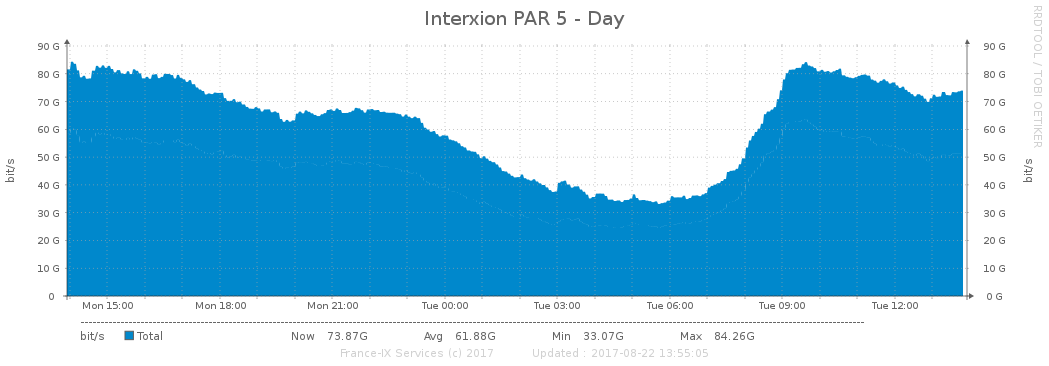 Interxion PAR 5 - Day
RRDTOOL / TOBI OETIKER
90 G 90 G
80 G 80 G
70 G 70 G
60 G 60 G
50 G 50 G
40 G 40 G
30 G 30 G
20 G 20 G
10 G 10 G
0 0 G
bit/s
bit/s
Mon 15:00 Mon 18:00 Mon 21:00 Tue 00:00 Tue 03:00 Tue 06:00 Tue 09:00 Tue 12:00
bit/s Total Now 73.87G Avg 61.88G Min 33.07G Max 84.26G
France-IX Services (c) 2017 Updated : 2017-08-22 13:55:05